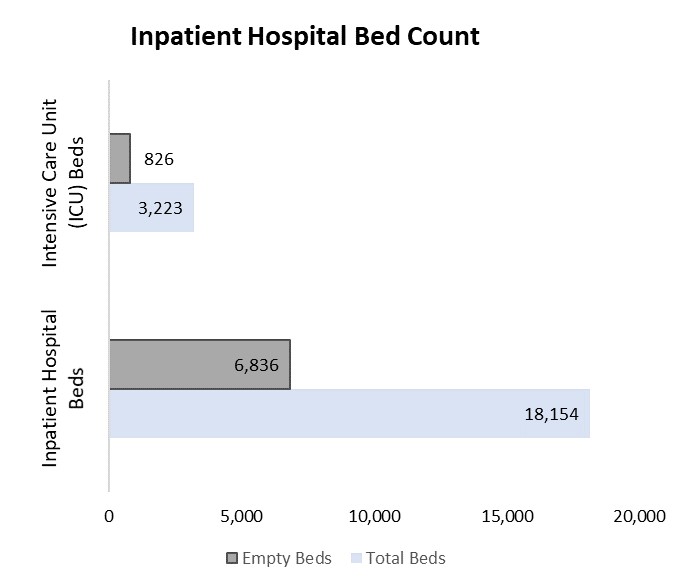 Inpatient Hospital Bed Count
Intensive Care Unit
(ICU) Beds
826
3,223
Inpatient Hospital
Beds
6,836
18,154
0 5,000 10,000 15,000 20,000
Empty Beds Total Beds